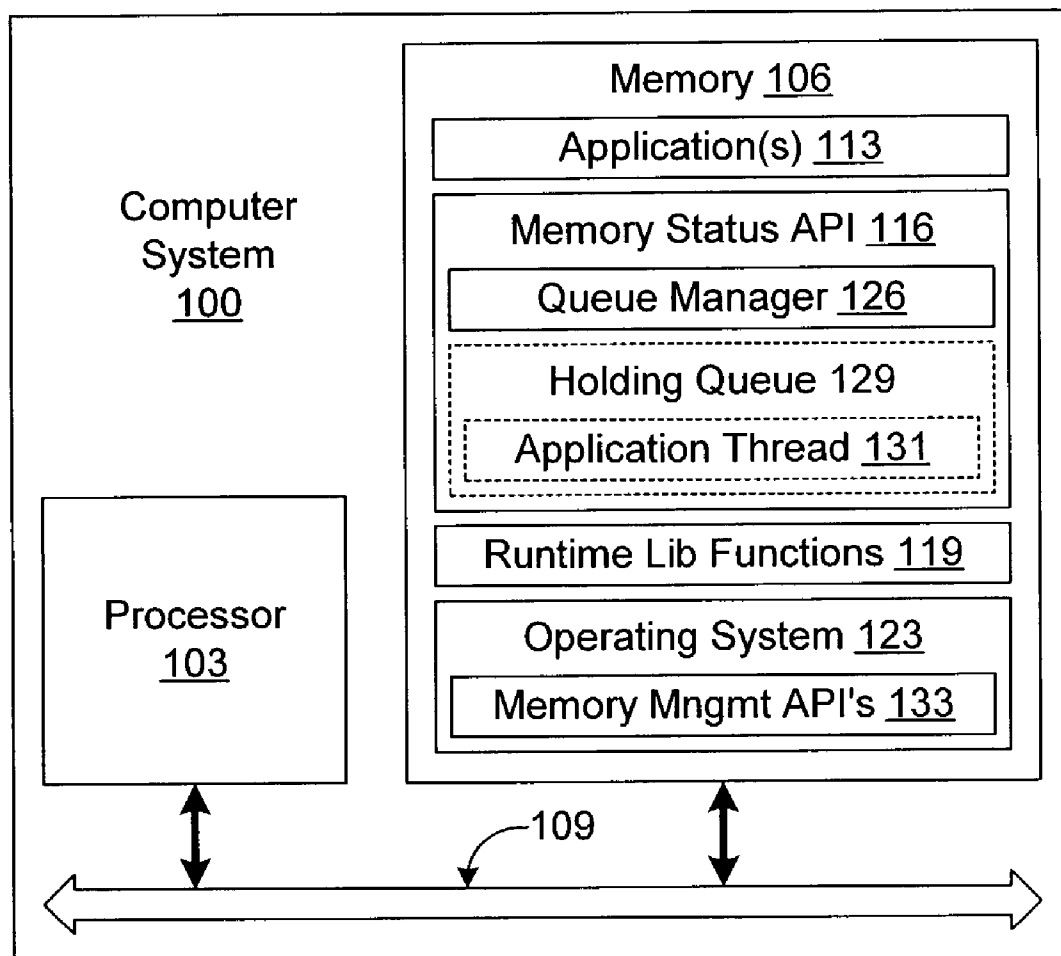 Memory 106
Application(s) 113
Computer
System
100
Memory Status API 116
Queue Manager 126
Holding Queue 129
Application Thread 131
Runtime Lib Functions 119
Processor
103
Operating System 123
Memory Mngmt API's 133
109